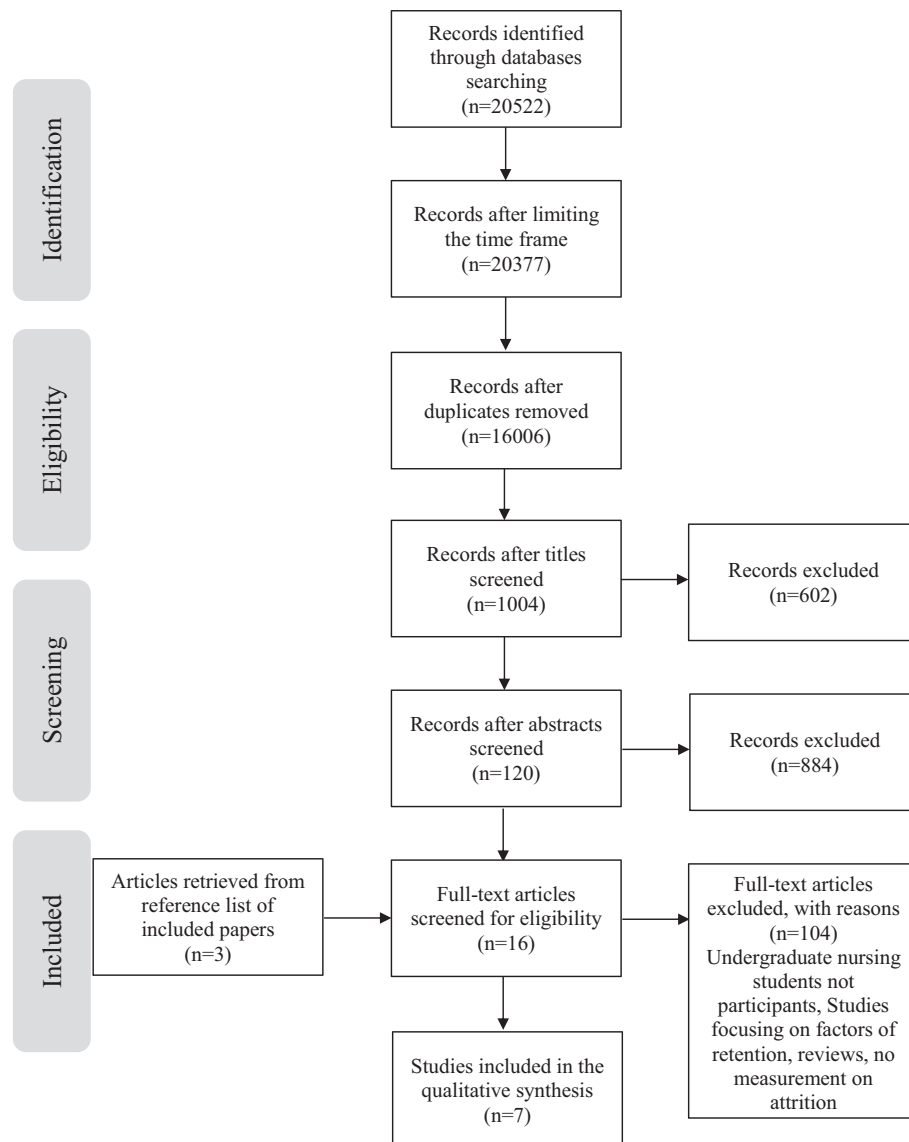 Records identified
through databases
searching
(n=20522)
Identification
Records after limiting
the time frame
(n=20377)
Eligibility
Records after
duplicates removed
(n=16006)
Records after titles
screened
(n=1004)
Records excluded
(n=602)
Screening
Records after abstracts
screened
(n=120)
Records excluded
(n=884)
Included
Articles retrieved from
reference list of
included papers
(n=3)
Full-text articles
screened for eligibility
(n=16)
Full-text articles
excluded, with reasons
(n=104)
Undergraduate nursing
students not
participants, Studies
focusing on factors of
retention, reviews, no
measurement on
attrition
Studies included in the
qualitative synthesis
(n=7)